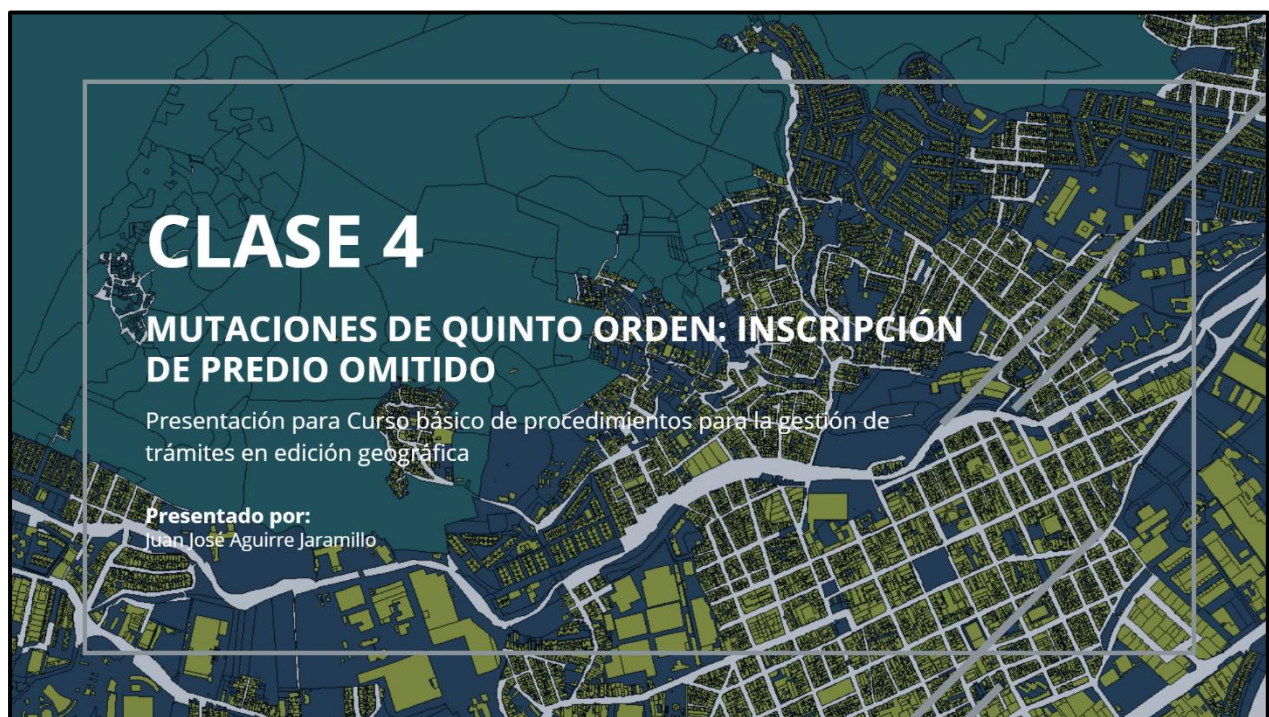 CLASE 4
MUTACIONES DE QUINTO ORDEN: INSCRIPCIÓN
DE PREDIO OMITIDO
Presentación para Curso básico de procedimientos para la gestión de
trámites en edición geográfica
Presentado por:
Juan José Aguirre Jaramillo